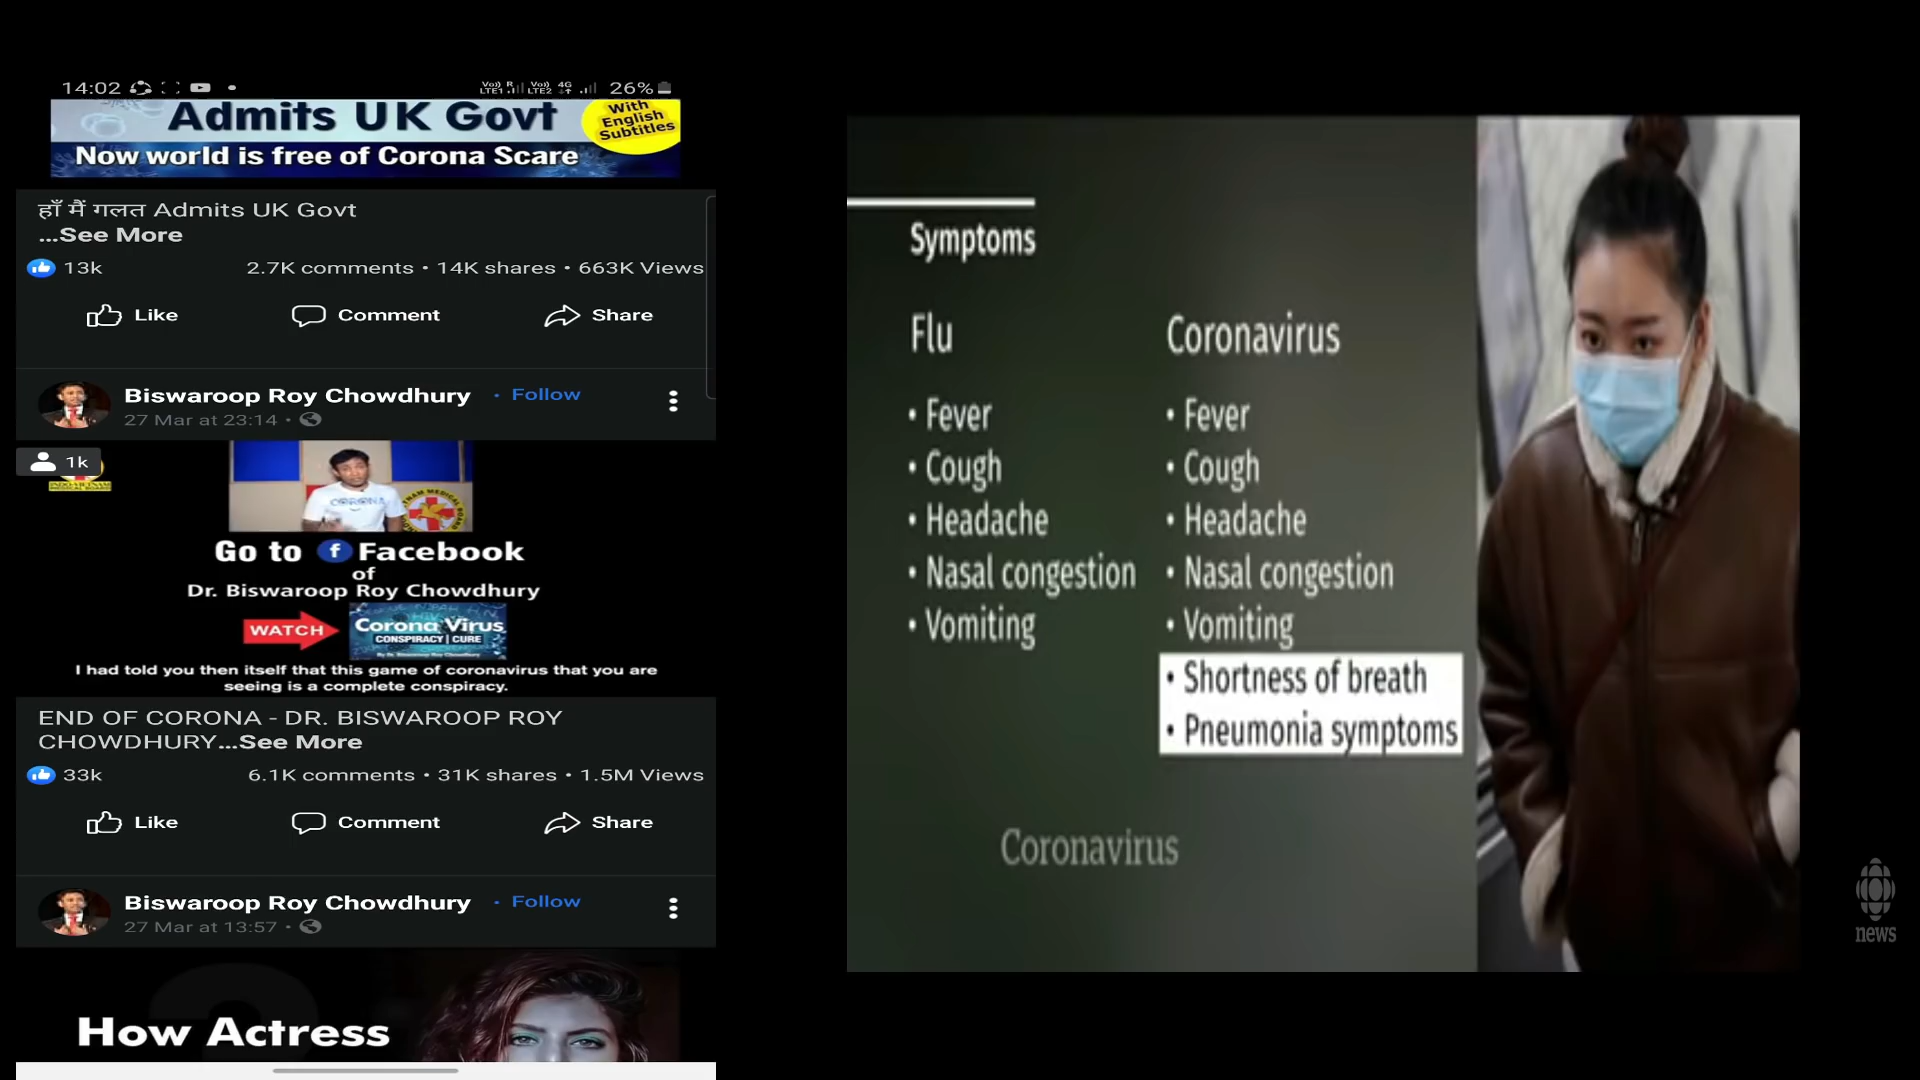 14:02
26%
Admits UK Govt
With
English
Subtitles
Now world is free of Corona Scare
हाँ मैं गलत Admits UK Govt
...See More
13k 2.7K comments • 14K shares • 663K Views
Like Comment Share
Biswaroop Roy Chowdhury • Follow
27 Mar at 23:14 •
1k
CORONA
Go to f Facebook
of
Dr. Biswaroop Roy Chowdhury
WATCH
Corona Virus
CONSPIRACY | CURE
I had told you then itself that this game of coronavirus that you are
seeing is a complete conspiracy.
END OF CORONA - DR. BISWAROOP ROY
CHOWDHURY...See More
33k 6.1K comments • 31K shares • 1.5M Views
Like Comment Share
Biswaroop Roy Chowdhury • Follow
27 Mar at 13:57 •
How Actress
Symptoms
Flu
• Fever
• Cough
• Headache
• Nasal congestion
• Vomiting
Coronavirus
• Fever
• Cough
• Headache
• Nasal congestion
• Vomiting
• Shortness of breath
• Pneumonia symptoms
Coronavirus
news